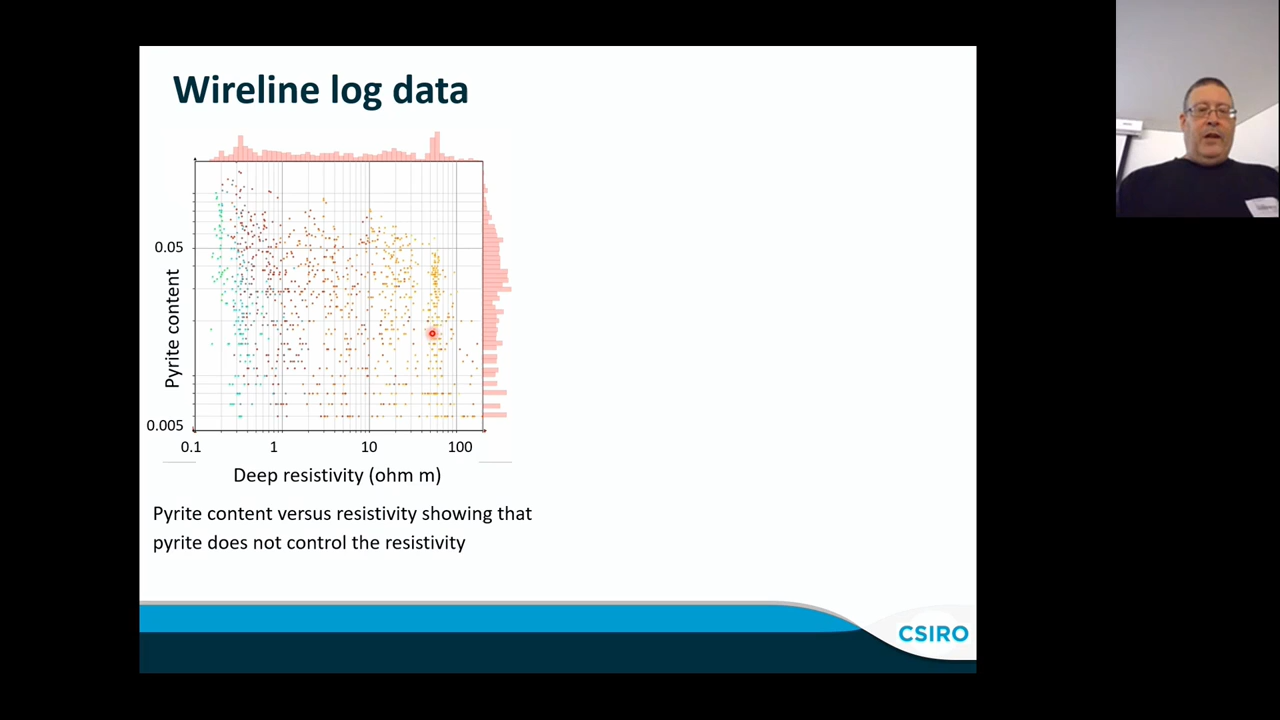 Wireline log data
0.05
Pyrite content
0.005
0.1
1
10
100
Deep resistivity (ohm m)
Pyrite content versus resistivity showing that
pyrite does not control the resistivity
CSIRO